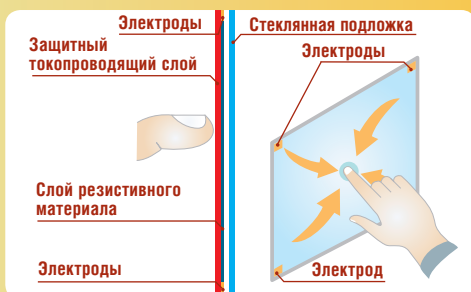 Электроды
Защитный
токопроводящий слой
Слой резистивного
материала
Электроды
Стеклянная подложка
Электроды
Электрод